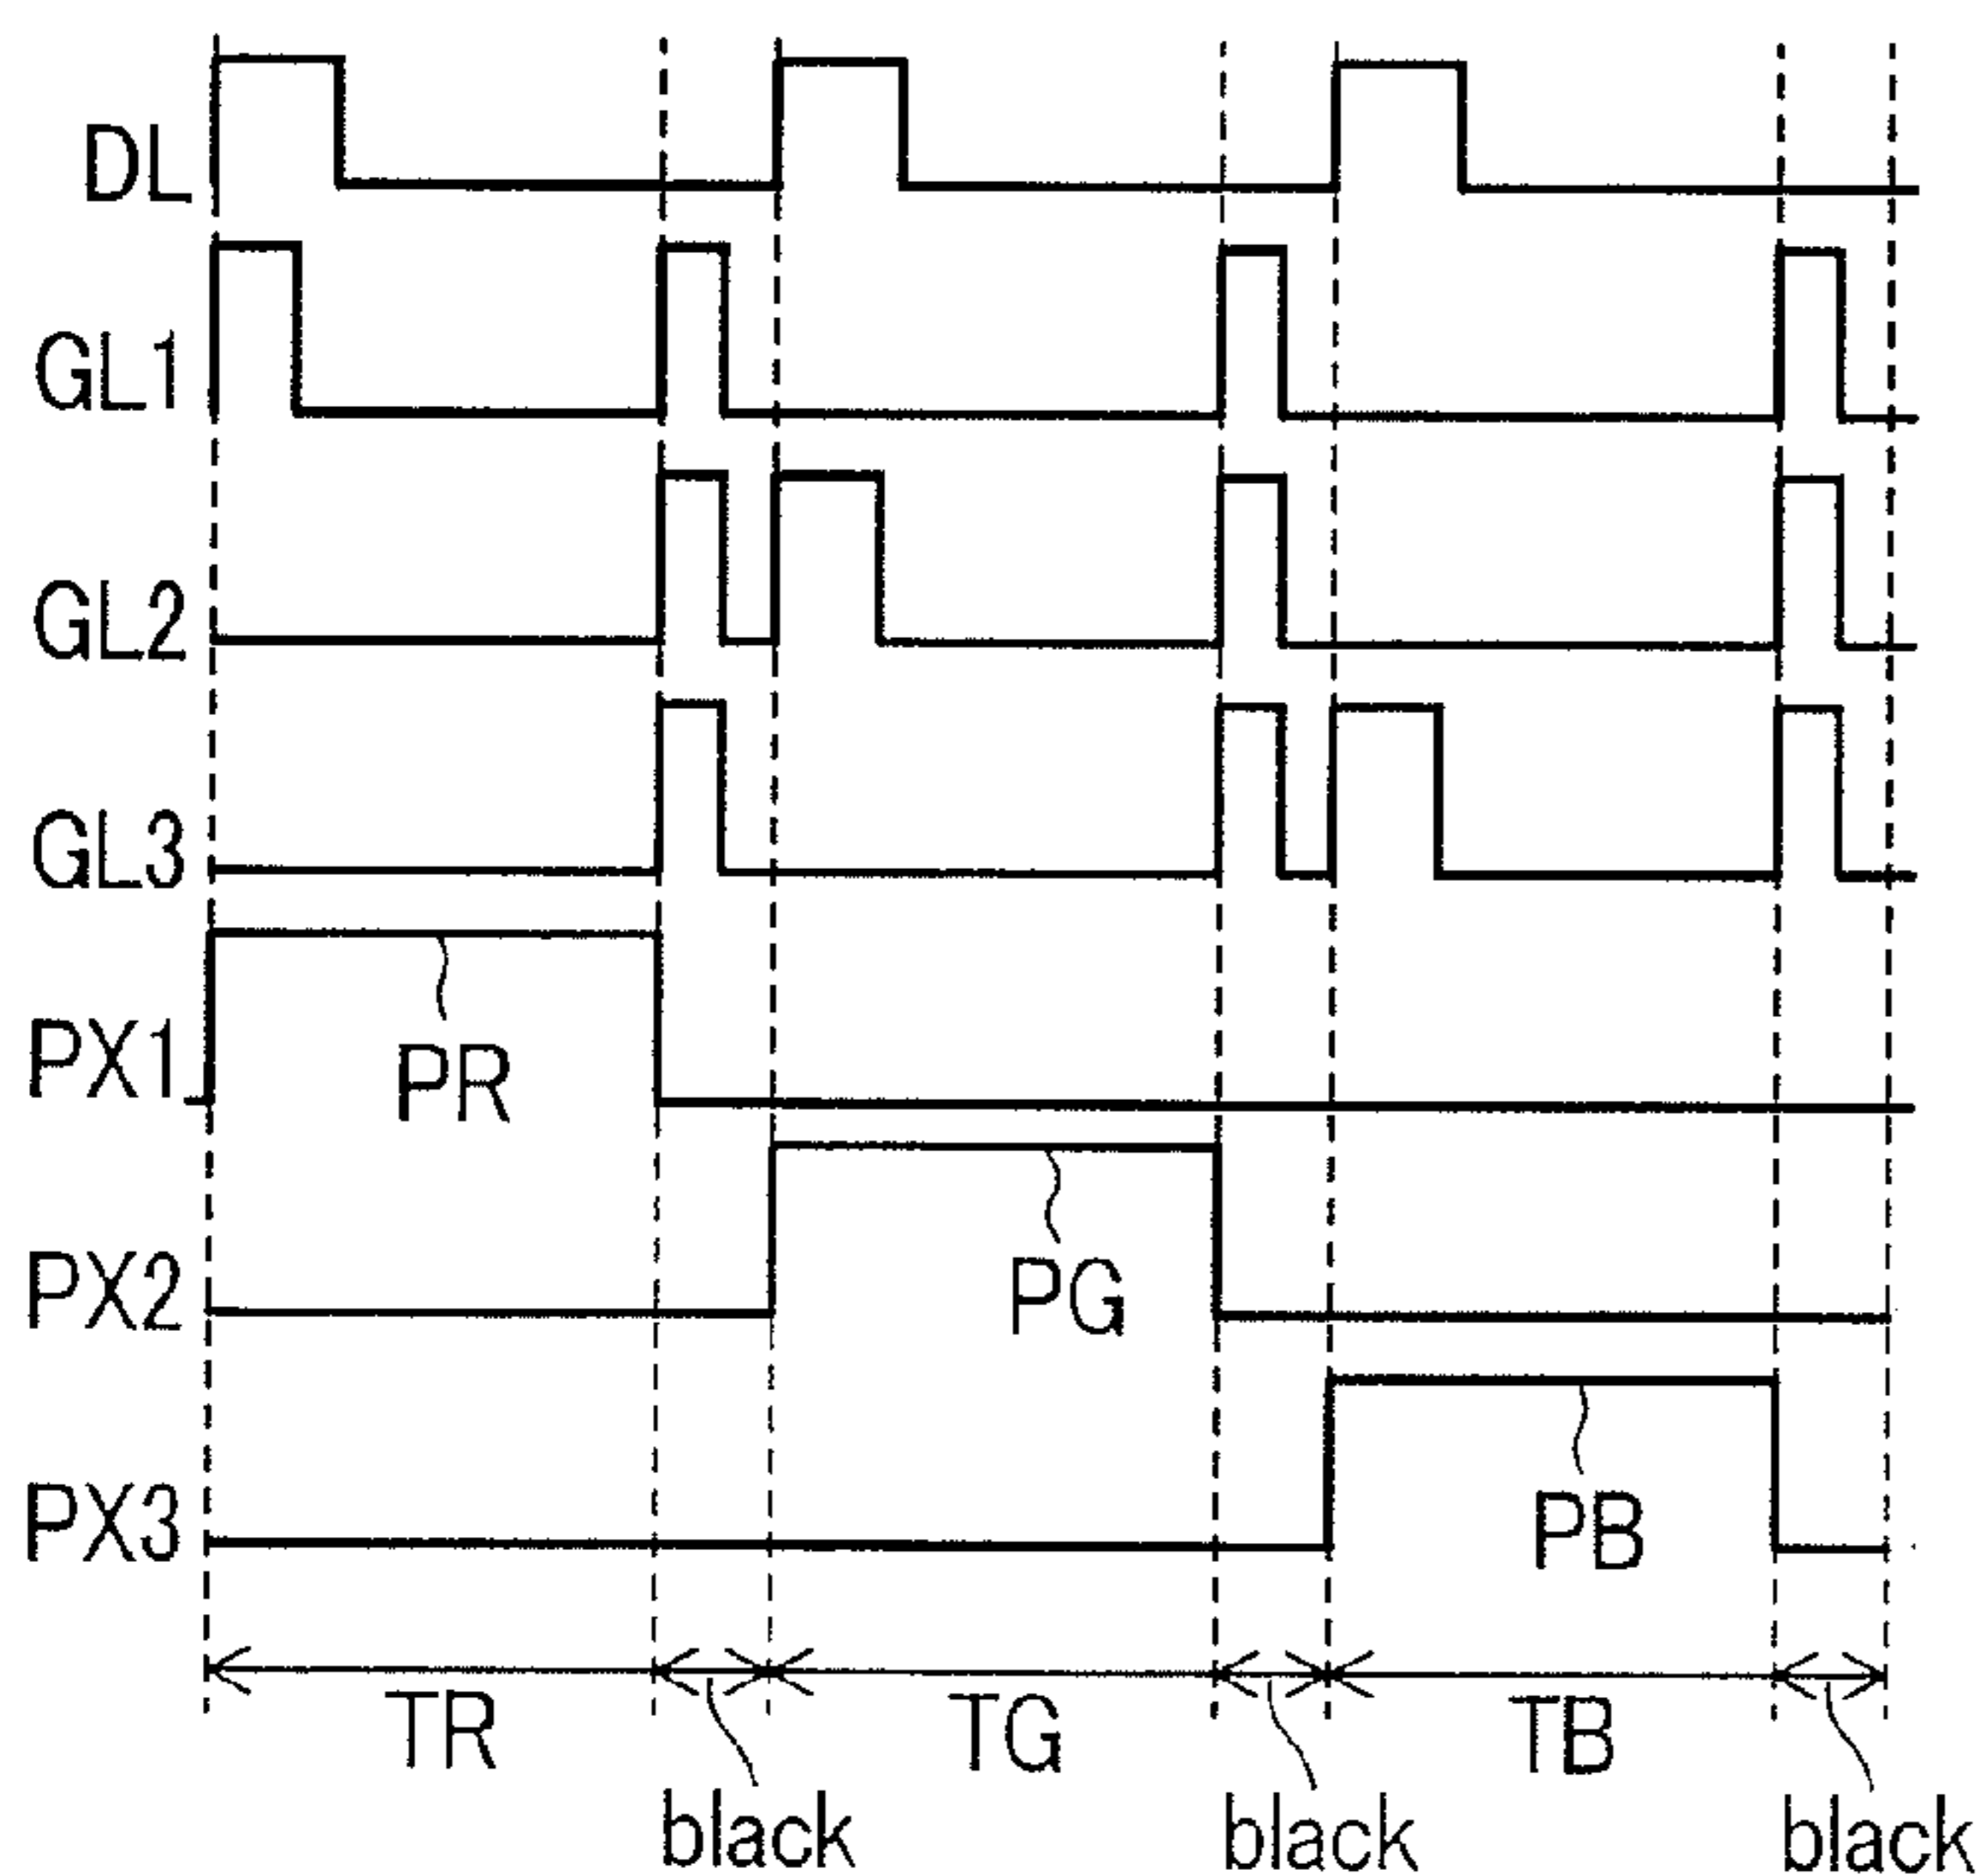 DL
GL1
GL2
GL3
PX1
PR
PX2
PG
PX3
PB
TR
TG
TB
black
black
black